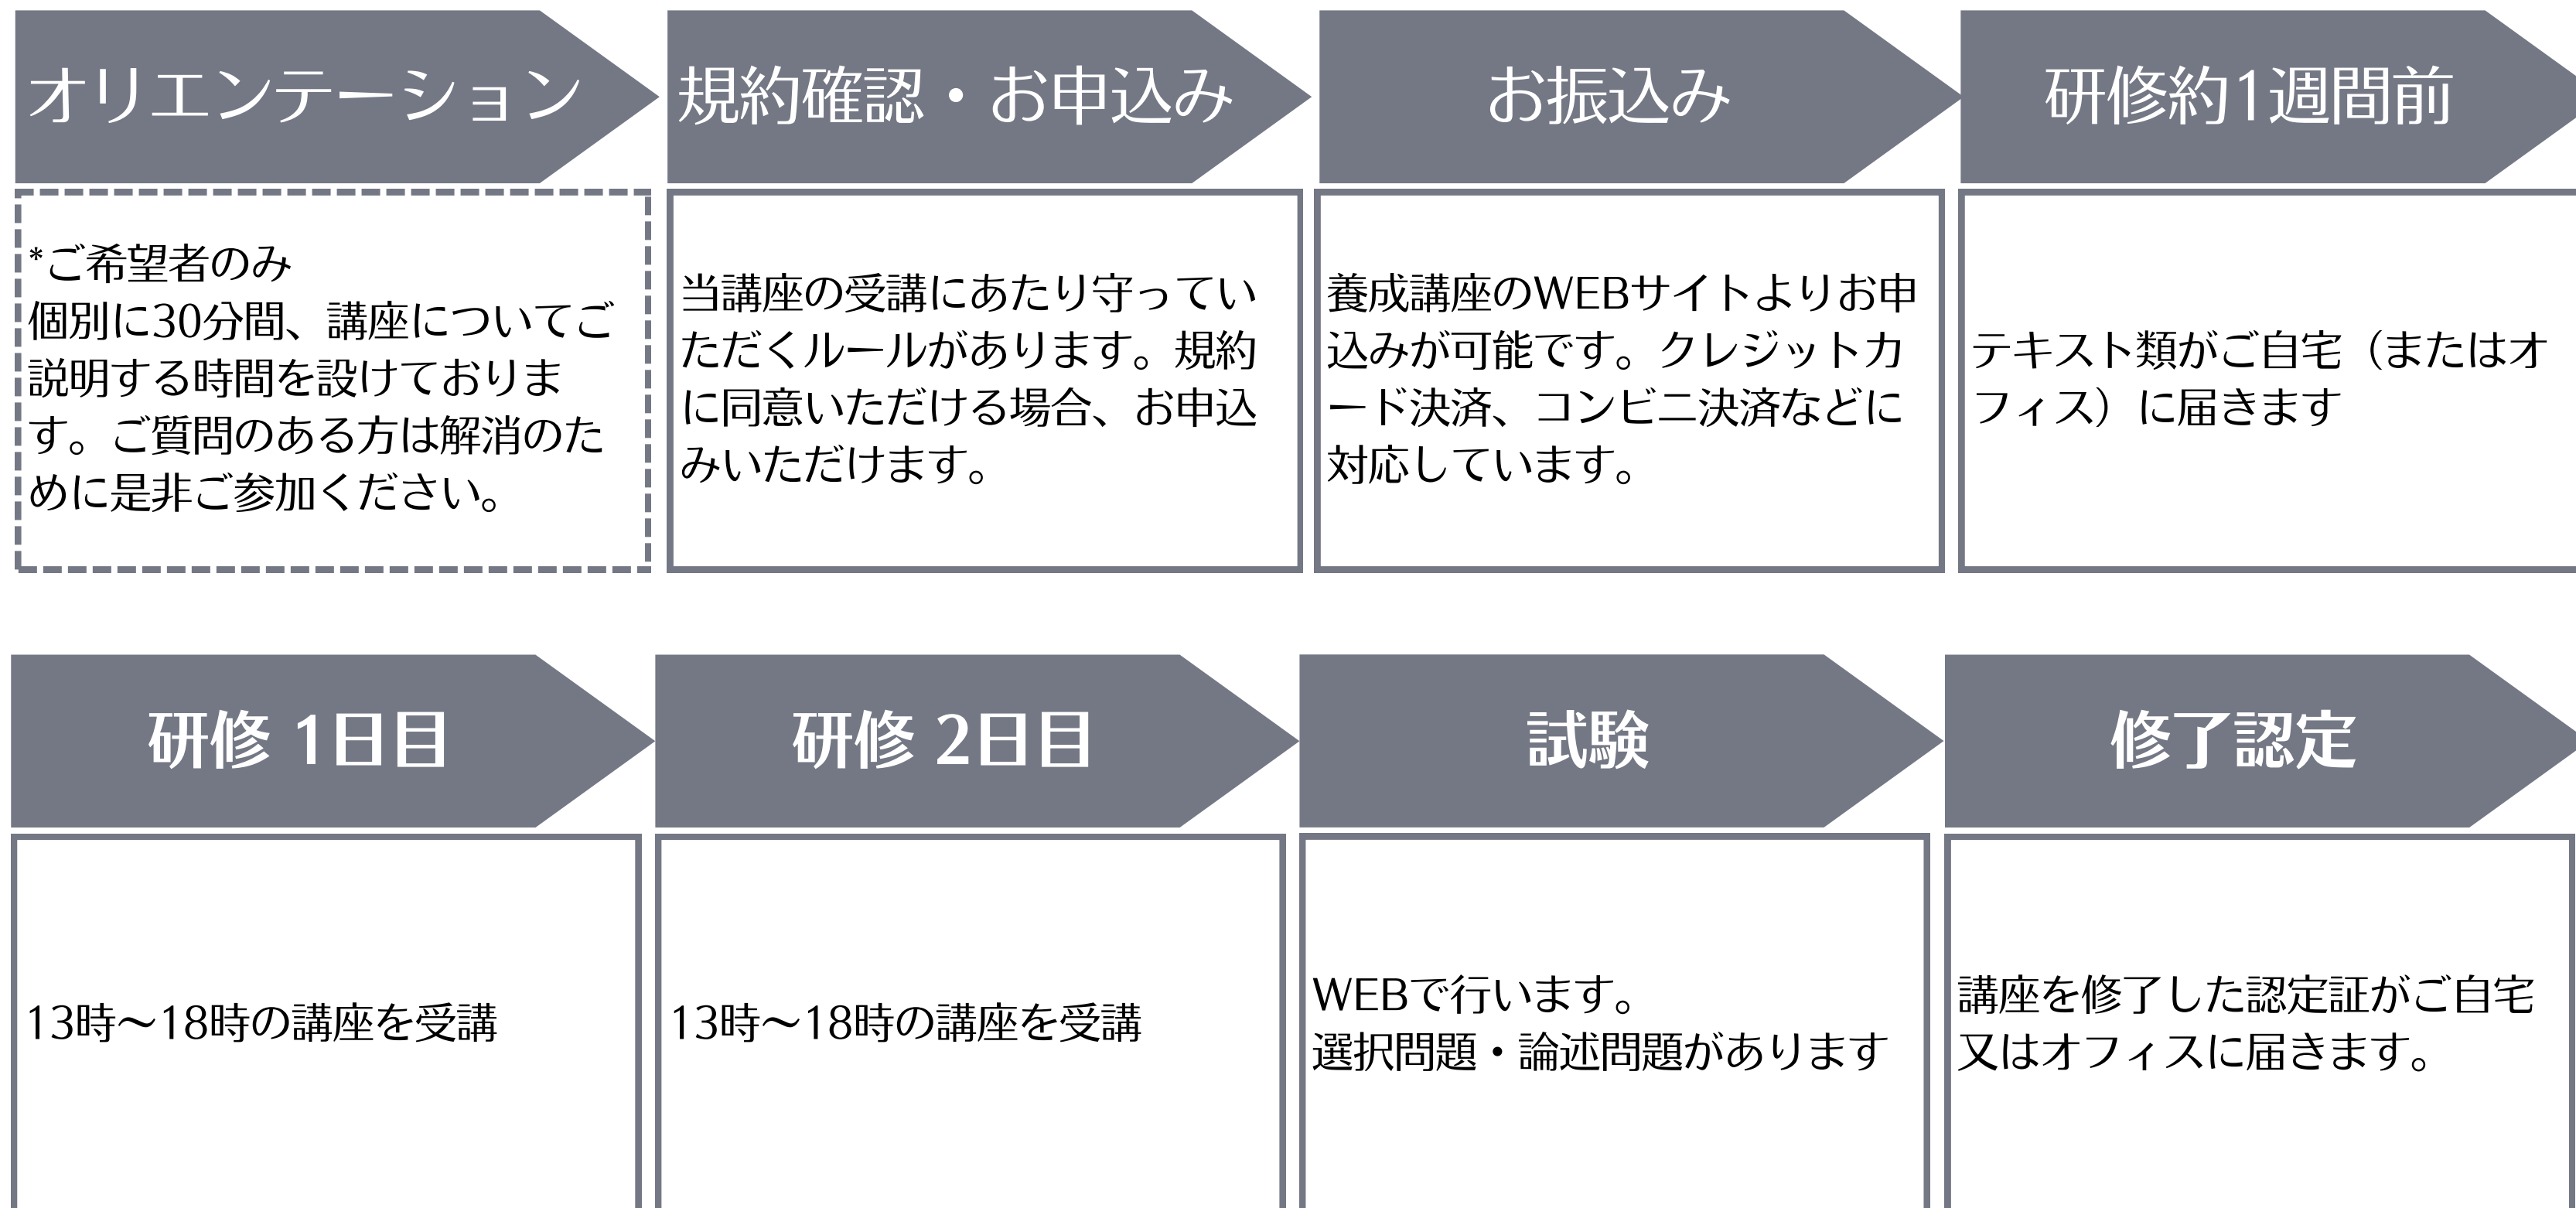 オリエンテーション
*ご希望者のみ
個別に30分間、講座についてご
説明する時間を設けておりま
す。ご質問のある方は解消のた
めに是非ご参加ください。
規約確認・お申込み
当講座の受講にあたり守ってい
ただくルールがあります。規約
に同意いただける場合、お申込
みいただけます。
お振込み
養成講座のWEBサイトよりお申
込みが可能です。クレジットカ
ード決済、コンビニ決済などに
対応しています。
研修約1週間前
テキスト類がご自宅（またはオ
フィス）に届きます
研修 1日目
13時～18時の講座を受講
研修 2日目
13時～18時の講座を受講
試験
WEBで行います。
選択問題・論述問題があります
修了認定
講座を修了した認定証がご自宅
又はオフィスに届きます。